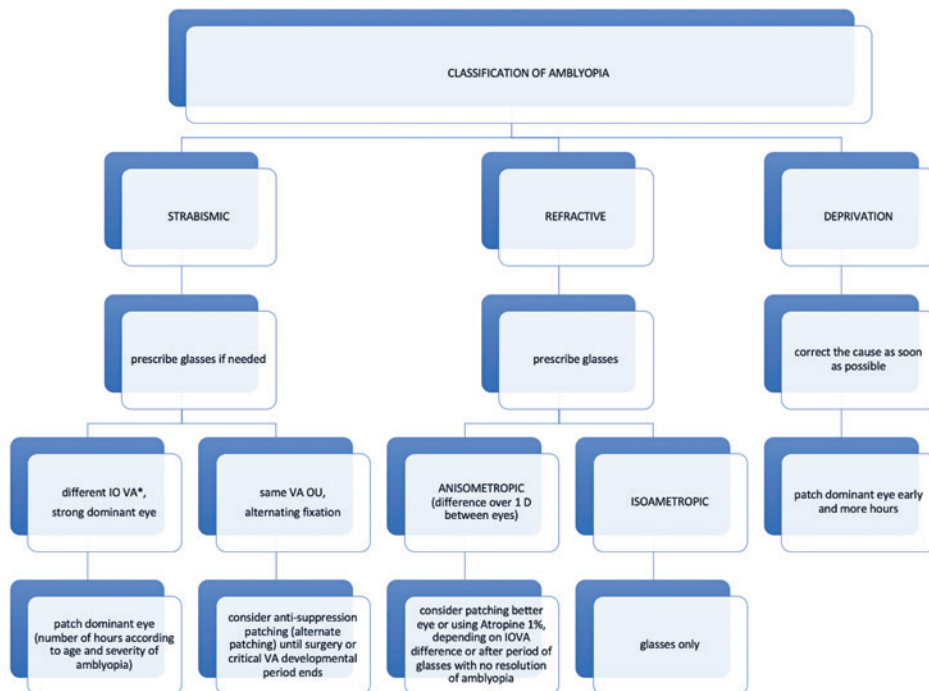 CLASSIFICATION OF AMBLYOPIA
STRABISMIC
REFRACTIVE
DEPRIVATION
prescribe glasses if needed
prescribe glasses
correct the cause as soon
as possible
different IO VA*,
strong dominant eye
same VA OU,
alternating fixation
ANISOMETROPIC
(difference over 1 D
between eyes)
ISOAMETROPIC
patch dominant eye early
and more hours
patch dominant eye
(number of hours according
to age and severity of
amblyopia)
consider anti-suppression
patching (alternate
patching) until surgery or
critical VA developmental
period ends
consider patching better
eye or using Atropine 1%,
depending on IOVA
difference or after period of
glasses with no resolution
of amblyopia
glasses only